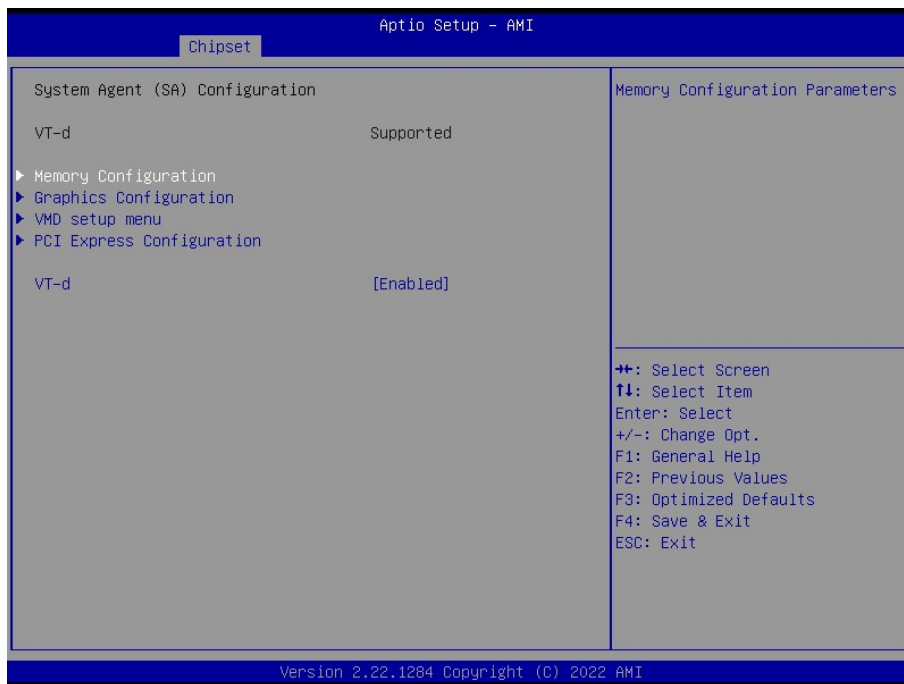 Aptio Setup – AMI
Chipset
System Agent (SA) Configuration
VT-d Supported
▶ Memory Configuration
▶ Graphics Configuration
▶ VMD setup menu
▶ PCI Express Configuration
VT-d [Enabled]
Memory Configuration Parameters
→←: Select Screen
↑↓: Select Item
Enter: Select
+/-: Change Opt.
F1: General Help
F2: Previous Values
F3: Optimized Defaults
F4: Save & Exit
ESC: Exit
Version 2.22.1284 Copyright (C) 2022 AMI